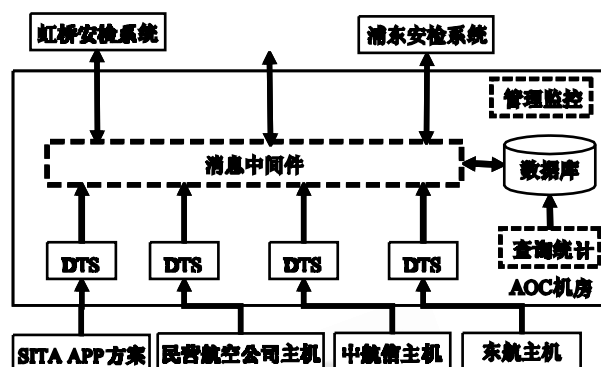 虹桥安检系统
浦东安检系统
管理监控
消息中间件
数据库
DTS
DTS
DTS
DTS
查询统计
AOC机房
SITA APP方案
民营航空公司主机
中航信主机
东航主机